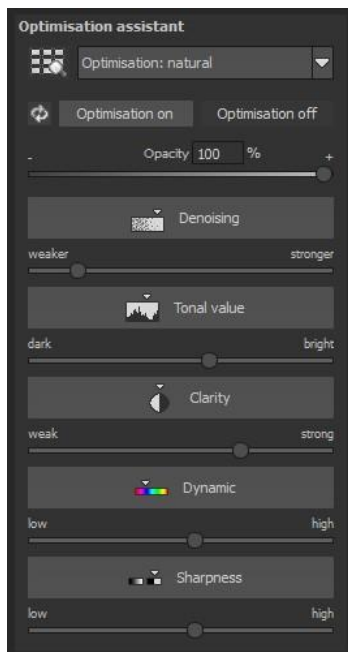 Optimisation assistant
Optimisation: natural
Optimisation on Optimisation off
- Opacity 100 % +
Denoising
weaker stronger
Tonal value
dark bright
Clarity
weak strong
Dynamic
low high
Sharpness
low high